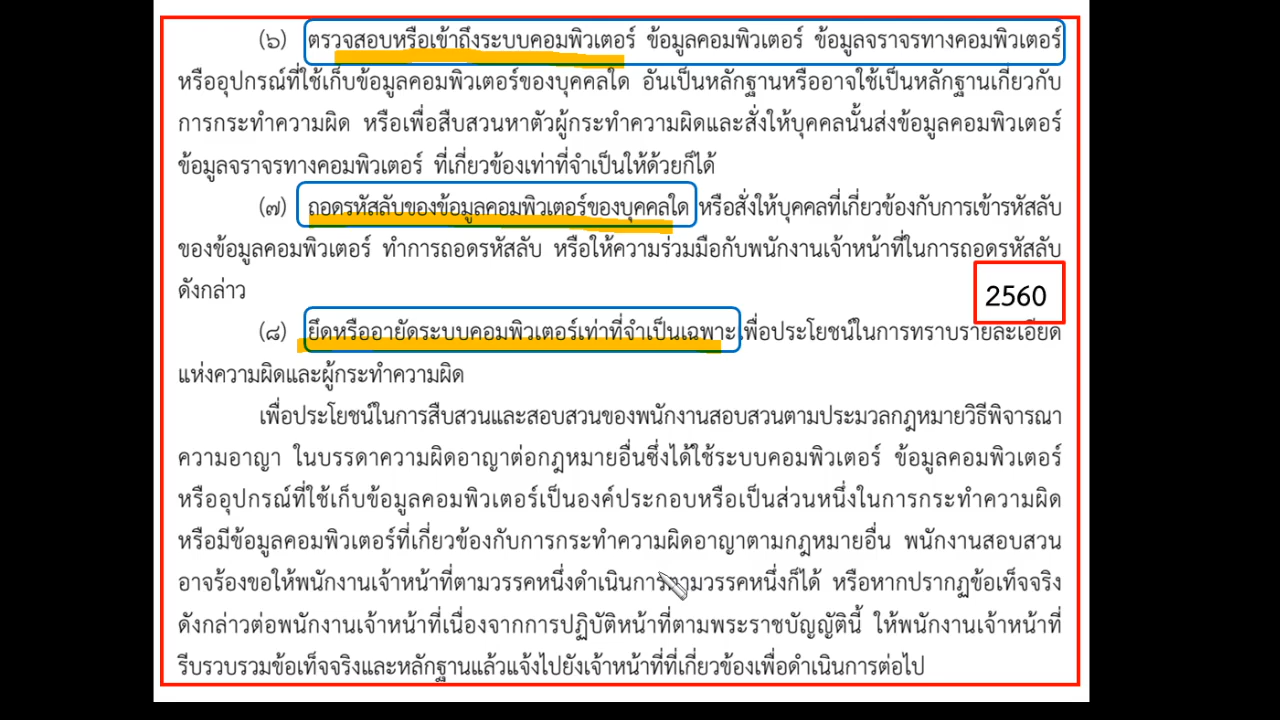 (๖) ตรวจสอบหรือเข้าถึงระบบคอมพิวเตอร์ ข้อมูลคอมพิวเตอร์ ข้อมูลจราจรทางคอมพิวเตอร์
หรืออุปกรณ์ที่ใช้เก็บข้อมูลคอมพิวเตอร์ของบุคคลใด อันเป็นหลักฐานหรืออาจใช้เป็นหลักฐานเกี่ยวกับ
การกระทำความผิด หรือเพื่อสืบสวนหาตัวผู้กระทำความผิดและสั่งให้บุคคลนั้นส่งข้อมูลคอมพิวเตอร์
ข้อมูลจราจรทางคอมพิวเตอร์ ที่เกี่ยวข้องเท่าที่จำเป็นให้ด้วยก็ได้
(๗) ถอดรหัสลับของข้อมูลคอมพิวเตอร์ของบุคคลใด หรือสั่งให้บุคคลที่เกี่ยวข้องกับการเข้ารหัสลับ
ของข้อมูลคอมพิวเตอร์ ทำการถอดรหัสลับ หรือให้ความร่วมมือกับพนักงานเจ้าหน้าที่ในการถอดรหัสลับ
ดังกล่าว
2560
(๘) ยึดหรืออายัดระบบคอมพิวเตอร์เท่าที่จำเป็นเฉพาะเพื่อประโยชน์ในการทราบรายละเอียด
แห่งความผิดและผู้กระทำความผิด
เพื่อประโยชน์ในการสืบสวนและสอบสวนของพนักงานสอบสวนตามประมวลกฎหมายวิธีพิจารณา
ความอาญา ในบรรดาความผิดอาญาต่อกฎหมายอื่นซึ่งได้ใช้ระบบคอมพิวเตอร์ ข้อมูลคอมพิวเตอร์
หรืออุปกรณ์ที่ใช้เก็บข้อมูลคอมพิวเตอร์เป็นองค์ประกอบหรือเป็นส่วนหนึ่งในการกระทำความผิด
หรือมีข้อมูลคอมพิวเตอร์ที่เกี่ยวข้องกับการกระทำความผิดอาญาตามกฎหมายอื่น พนักงานสอบสวน
อาจร้องขอให้พนักงานเจ้าหน้าที่ตามวรรคหนึ่งดำเนินการตามวรรคหนึ่งก็ได้ หรือหากปรากฏข้อเท็จจริง
ดังกล่าวต่อพนักงานเจ้าหน้าที่เนื่องจากการปฏิบัติหน้าที่ตามพระราชบัญญัตินี้ ให้พนักงานเจ้าหน้าที่
รีบรวบรวมข้อเท็จจริงและหลักฐานแล้วแจ้งไปยังเจ้าหน้าที่ที่เกี่ยวข้องเพื่อดำเนินการต่อไป